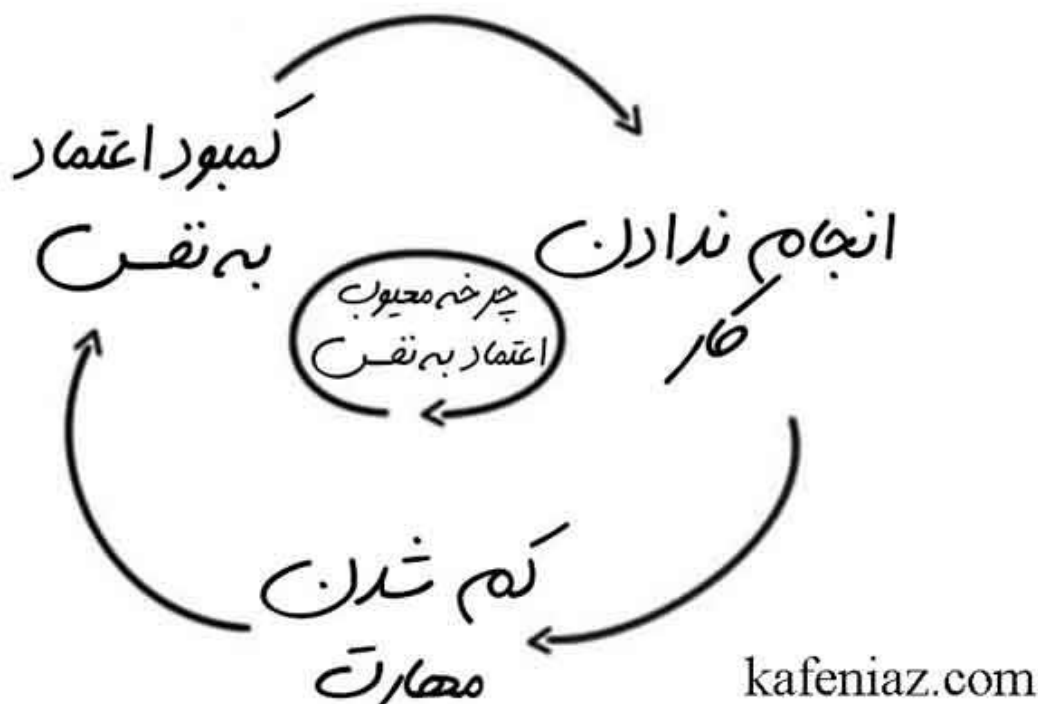 کمبود اعتماد
به نفس
انجام ندادن
کار
چرخه معیوب
اعتماد به نفس
کم شدن
مهارت
kafeniaz.com